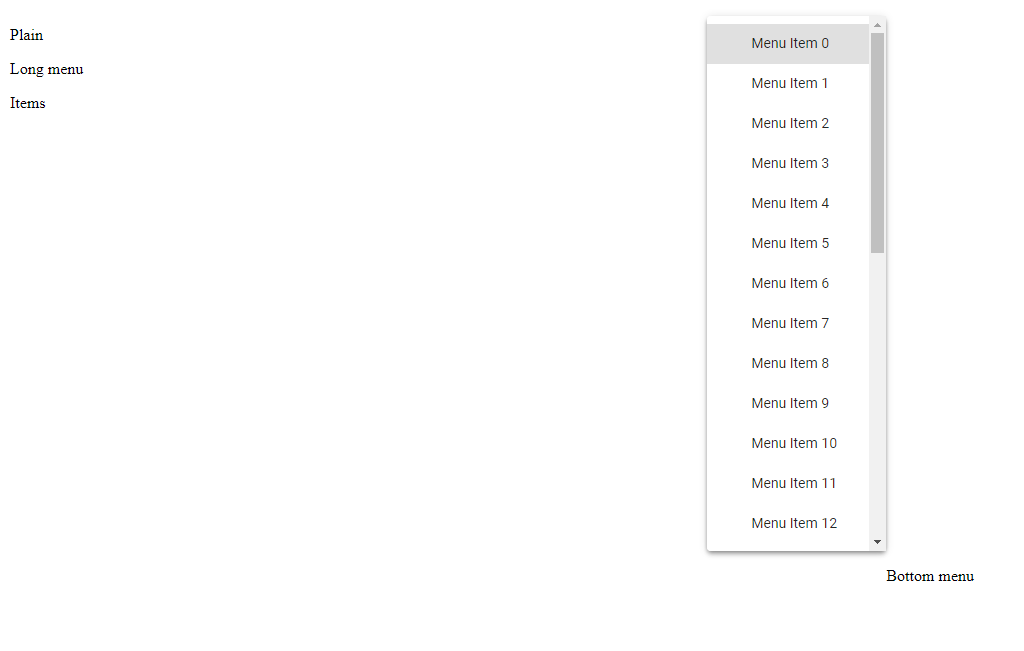 Plain
Long menu
Items
Menu Item 0
Menu Item 1
Menu Item 2
Menu Item 3
Menu Item 4
Menu Item 5
Menu Item 6
Menu Item 7
Menu Item 8
Menu Item 9
Menu Item 10
Menu Item 11
Menu Item 12
Bottom menu